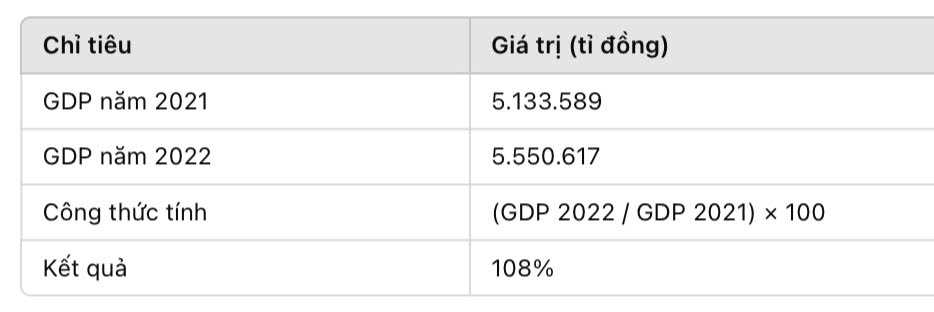 Chỉ tiêu Giá trị (tỉ đồng)
GDP năm 2021 5.133.589
GDP năm 2022 5.550.617
Công thức tính (GDP 2022 / GDP 2021) × 100
Kết quả 108%